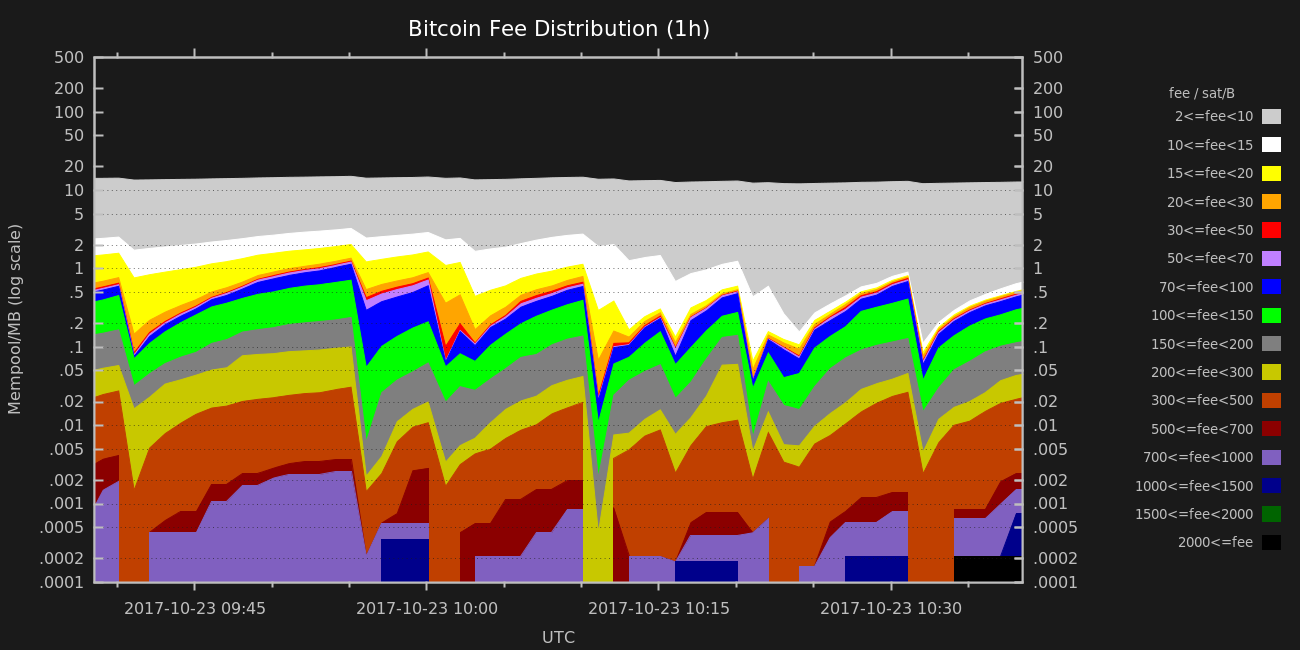 Bitcoin Fee Distribution (1h)
Mempool/MB (log scale)
500
200
100
50
20
10
5
2
1
.5
.2
.1
.05
.02
.01
.005
.002
.001
.0005
.0002
.0001
500
200
100
50
20
10
5
2
1
.5
.2
.1
.05
.02
.01
.005
.002
.001
.0005
.0002
.0001
2017-10-23 09:45
2017-10-23 10:00
2017-10-23 10:15
2017-10-23 10:30
UTC
fee / sat/B
2<=fee<10
10<=fee<15
15<=fee<20
20<=fee<30
30<=fee<50
50<=fee<70
70<=fee<100
100<=fee<150
150<=fee<200
200<=fee<300
300<=fee<500
500<=fee<700
700<=fee<1000
1000<=fee<1500
1500<=fee<2000
2000<=fee